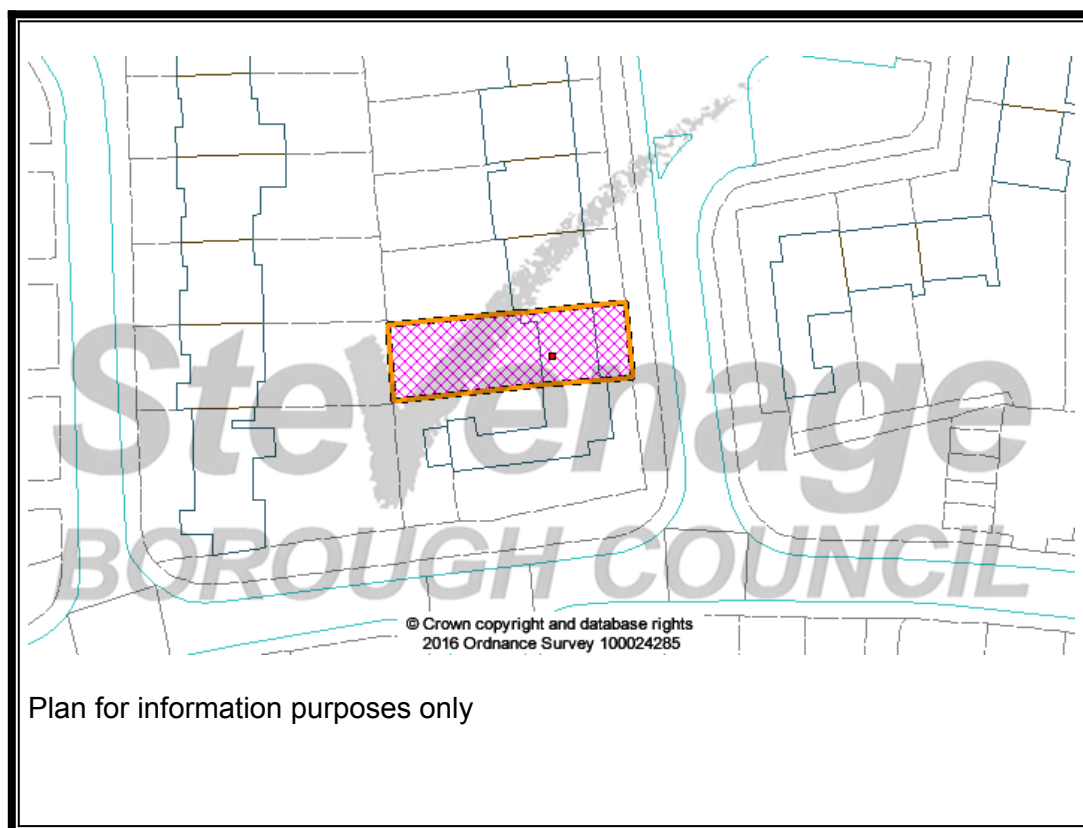 Stevenage
BOROUGH COUNCIL
© Crown copyright and database rights
2016 Ordnance Survey 100024285
Plan for information purposes only